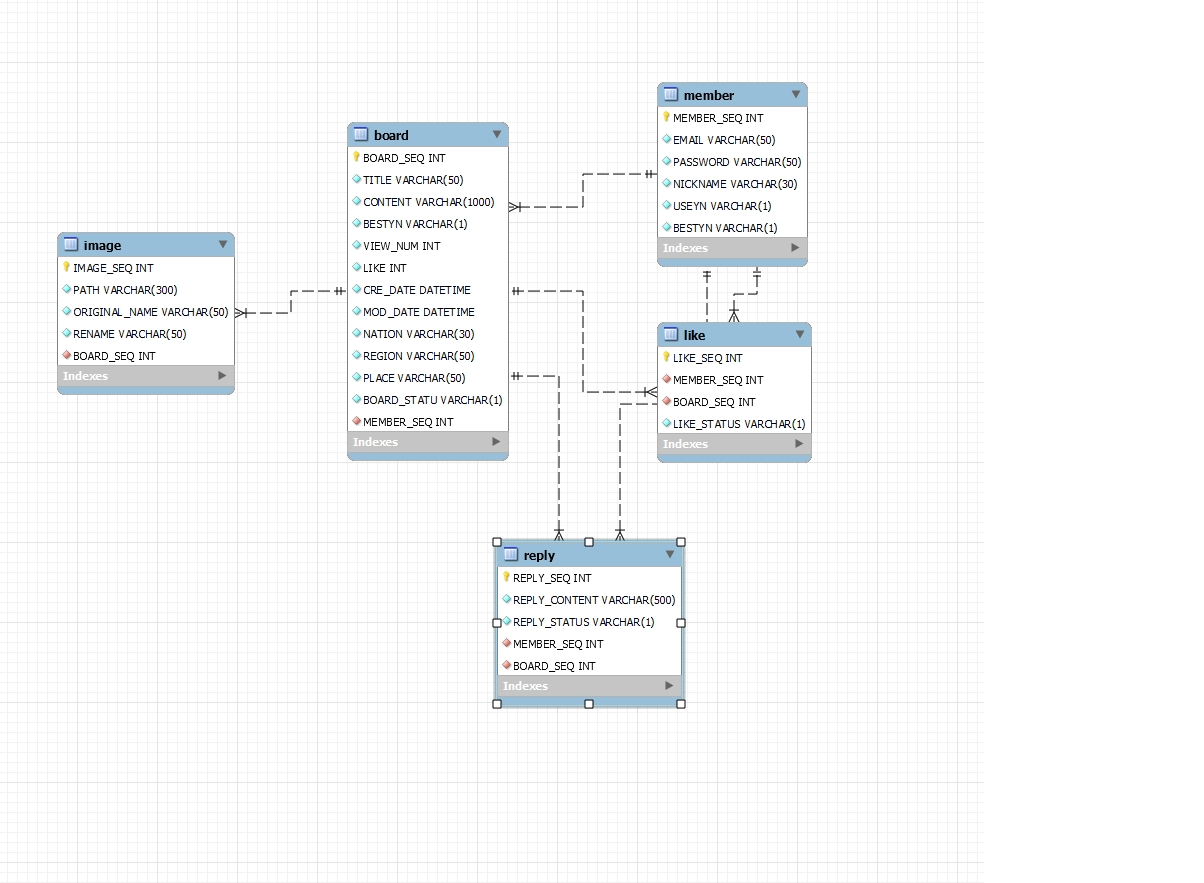 member
MEMBER_SEQ INT
EMAIL VARCHAR(50)
PASSWORD VARCHAR(50)
NICKNAME VARCHAR(30)
USEYN VARCHAR(1)
BESTYN VARCHAR(1)
Indexes
board
BOARD_SEQ INT
TITLE VARCHAR(50)
CONTENT VARCHAR(1000)
BESTYN VARCHAR(1)
VIEW_NUM INT
LIKE INT
CRE_DATE DATETIME
MOD_DATE DATETIME
NATION VARCHAR(30)
REGION VARCHAR(50)
PLACE VARCHAR(50)
BOARD_STATU VARCHAR(1)
MEMBER_SEQ INT
Indexes
image
IMAGE_SEQ INT
PATH VARCHAR(300)
ORIGINAL_NAME VARCHAR(50)
RENAME VARCHAR(50)
BOARD_SEQ INT
Indexes
like
LIKE_SEQ INT
MEMBER_SEQ INT
BOARD_SEQ INT
LIKE_STATUS VARCHAR(1)
Indexes
reply
REPLY_SEQ INT
REPLY_CONTENT VARCHAR(500)
REPLY_STATUS VARCHAR(1)
MEMBER_SEQ INT
BOARD_SEQ INT
Indexes